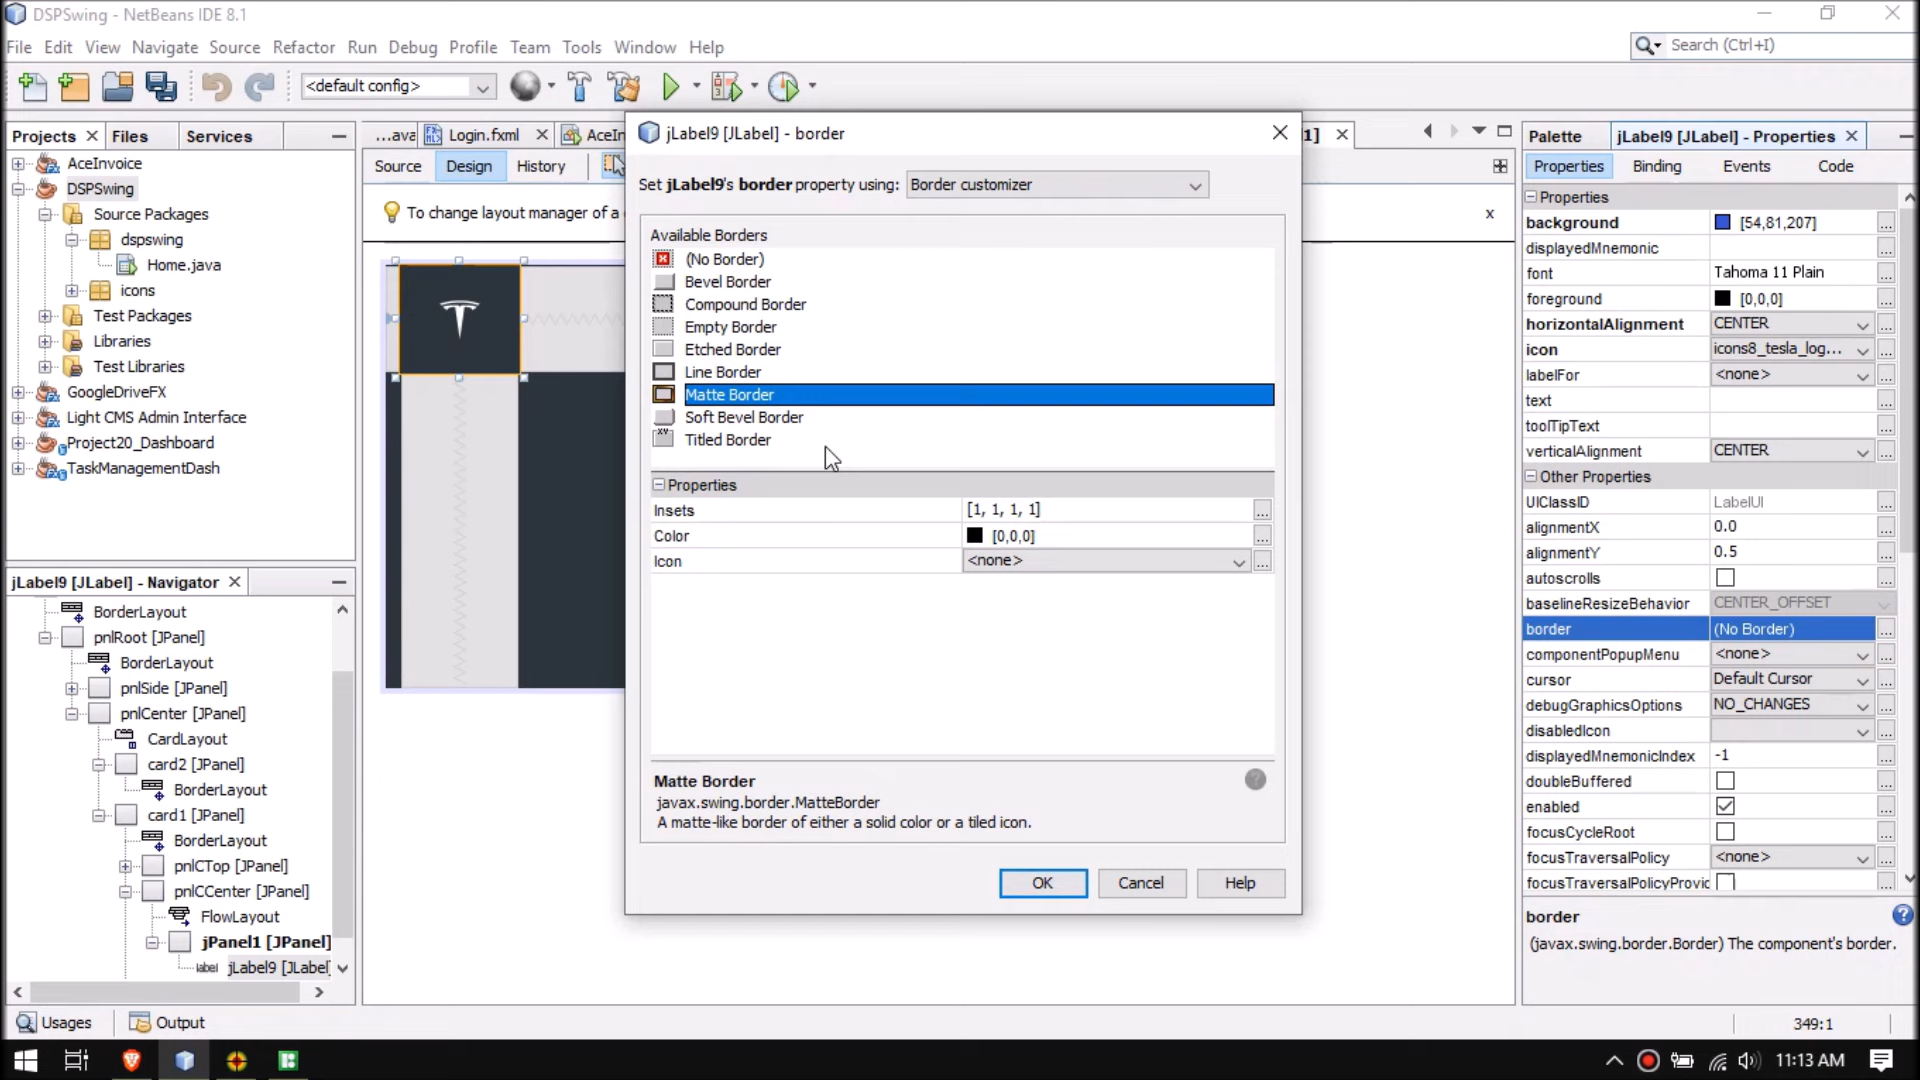 DSPSwing - NetBeans IDE 8.1
File Edit View Navigate Source Refactor Run Debug Profile Team Tools Window Help
Search (Ctrl+I)
<default config>
Projects Files Services
AceInvoice
DSPSwing
Source Packages
dspswing
Home.java
icons
Test Packages
Libraries
Test Libraries
GoogleDriveFX
Light CMS Admin Interface
Project20_Dashboard
TaskManagementDash
jLabel9 [JLabel] - Navigator
BorderLayout
pnlRoot [JPanel]
BorderLayout
pnlSide [JPanel]
pnlCenter [JPanel]
CardLayout
card2 [JPanel]
BorderLayout
card1 [JPanel]
BorderLayout
pnlCTop [JPanel]
pnlCCenter [JPanel]
FlowLayout
jPanel1 [JPanel]
label jLabel9 [JLabel]
...ava Login.fxml AceIn 1]
Source Design History
To change layout manager of a
x
jLabel9 [JLabel] - border
Set jLabel9's border property using: Border customizer
Available Borders
(No Border)
Bevel Border
Compound Border
Empty Border
Etched Border
Line Border
Matte Border
Soft Bevel Border
XY Titled Border
Properties
Insets [1, 1, 1, 1] ...
Color [0,0,0] ...
Icon <none> ...
Matte Border
javax.swing.border.MatteBorder
A matte-like border of either a solid color or a tiled icon.
OK Cancel Help
Palette jLabel9 [JLabel] - Properties
Properties Binding Events Code
Properties
background [54,81,207] ...
displayedMnemonic ...
font Tahoma 11 Plain ...
foreground [0,0,0] ...
horizontalAlignment CENTER ...
icon icons8_tesla_log... ...
labelFor <none> ...
text ...
toolTipText ...
verticalAlignment CENTER ...
Other Properties
UIClassID LabelUI ...
alignmentX 0.0 ...
alignmentY 0.5 ...
autoscrolls ...
baselineResizeBehavior CENTER_OFFSET ...
border (No Border) ...
componentPopupMenu <none> ...
cursor Default Cursor ...
debugGraphicsOptions NO_CHANGES ...
disabledIcon ...
displayedMnemonicIndex -1 ...
doubleBuffered ...
enabled ...
focusCycleRoot ...
focusTraversalPolicy <none> ...
focusTraversalPolicyProvic ...
border
(javax.swing.border.Border) The component's border.
Usages Output
349:1
11:13 AM